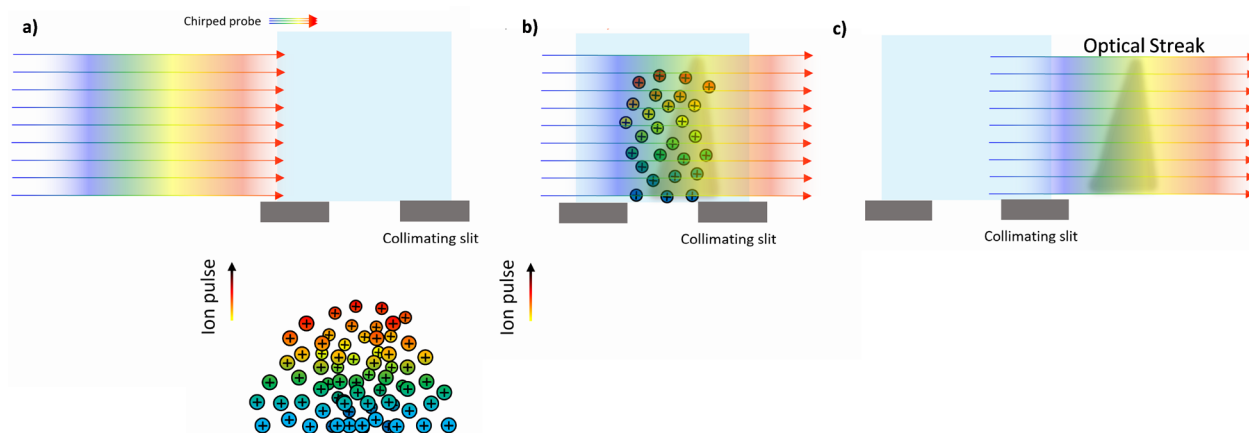 a)
Chirped probe
Collimating slit
Ion pulse
b)
Collimating slit
Ion pulse
c)
Optical Streak
Collimating slit